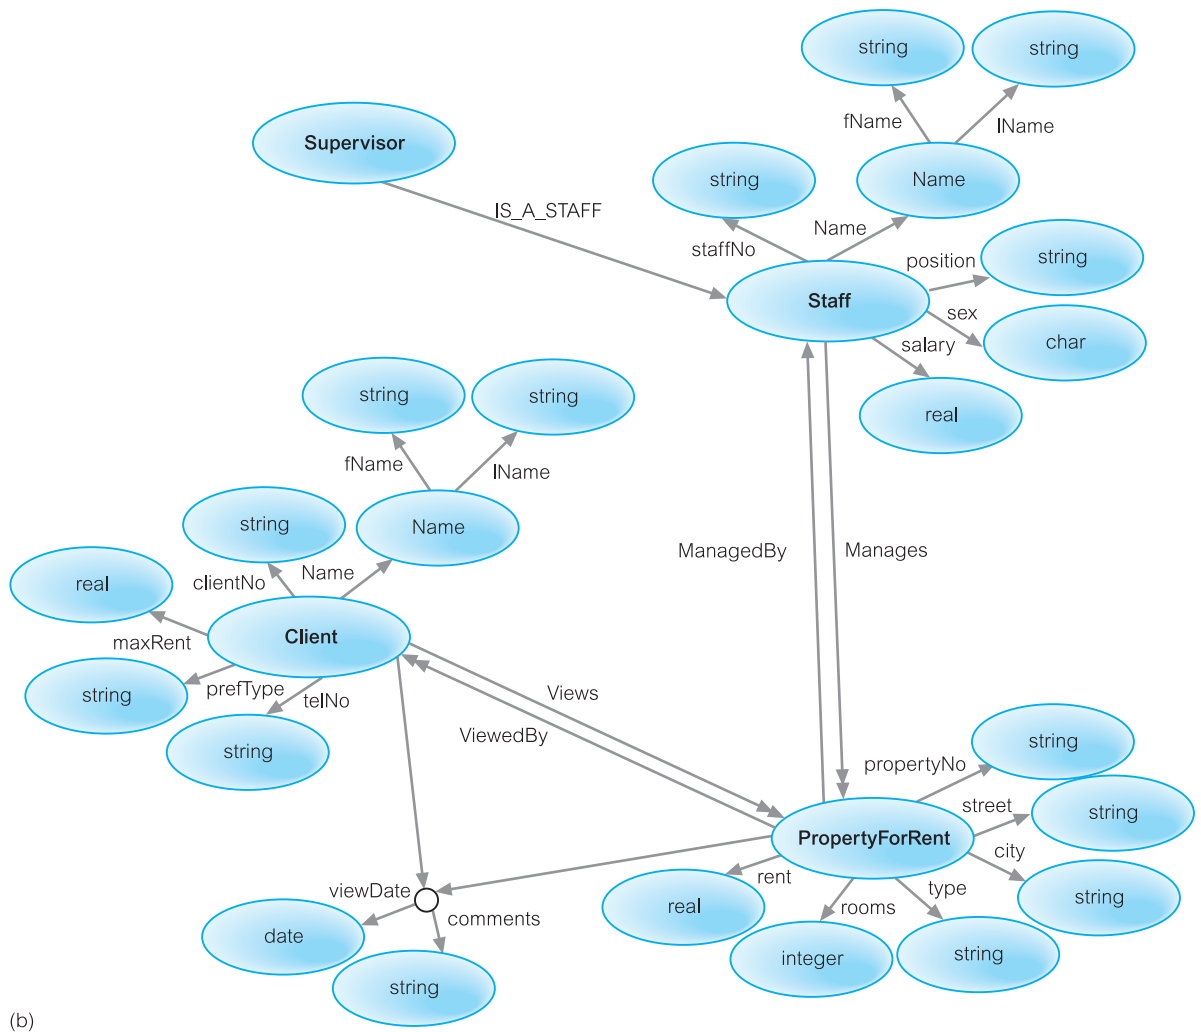 string
string
fName
lName
Supervisor
string
Name
IS_A_STAFF
Name
staffNo
position
string
Staff
sex
char
salary
real
string
string
fName
lName
string
Name
ManagedBy
Manages
clientNo
Name
real
Client
maxRent
string
prefType
telNo
Views
ViewedBy
string
string
propertyNo
street
string
PropertyForRent
city
rent
type
viewDate
comments
real
rooms
string
date
integer
string
string
(b)